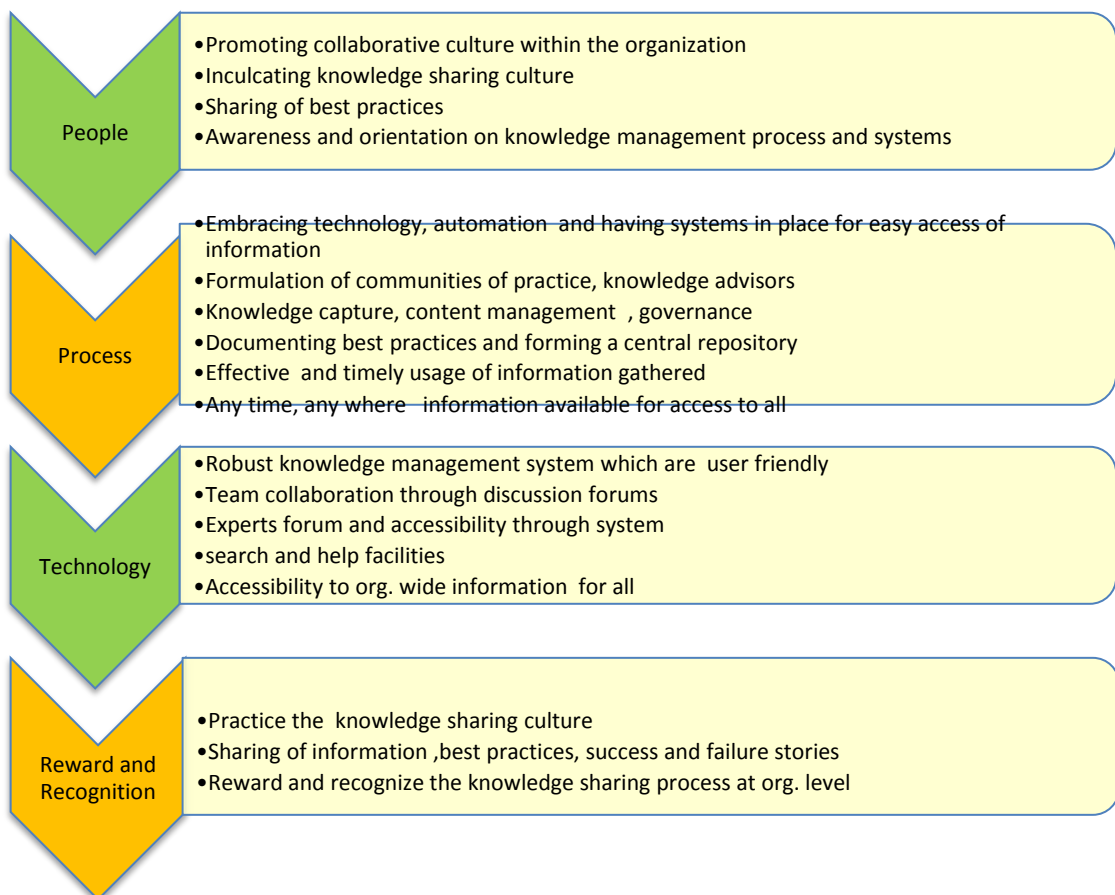 People
•Promoting collaborative culture within the organization
•Inculcating knowledge sharing culture
•Sharing of best practices
•Awareness and orientation on knowledge management process and systems
Process
•Embracing technology, automation  and having systems in place for easy access of
information
•Formulation of communities of practice, knowledge advisors
•Knowledge capture, content management  , governance
•Documenting best practices and forming a central repository
•Effective  and timely usage of information gathered
•Any time, any where   information available for access to all
Technology
•Robust knowledge management system which are  user friendly
•Team collaboration through discussion forums
•Experts forum and accessibility through system
•search and help facilities
•Accessibility to org. wide information  for all
Reward and
Recognition
•Practice the  knowledge sharing culture
•Sharing of information ,best practices, success and failure stories
•Reward and recognize the knowledge sharing process at org. level